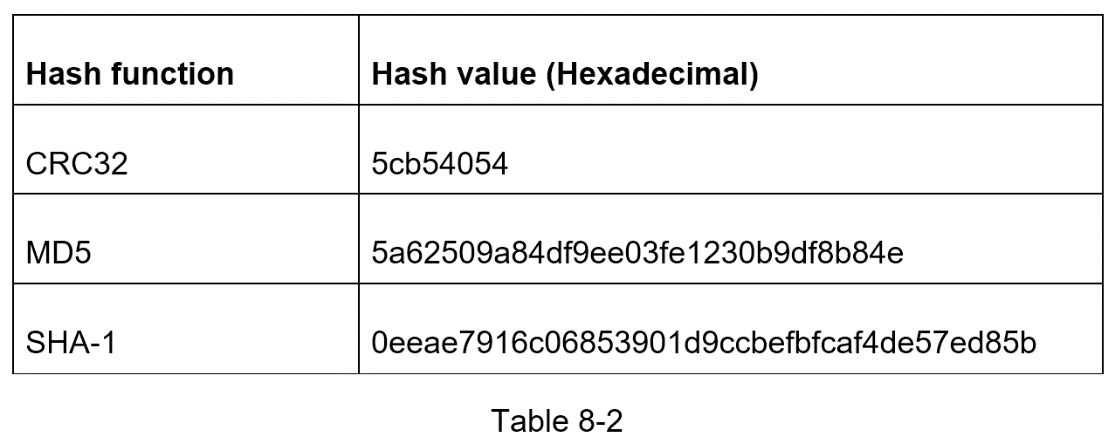 Hash function Hash value (Hexadecimal)
CRC32 5cb54054
MD5 5a62509a84df9ee03fe1230b9df8b84e
SHA-1 0eeae7916c06853901d9ccbefbfcaf4de57ed85b
Table 8-2